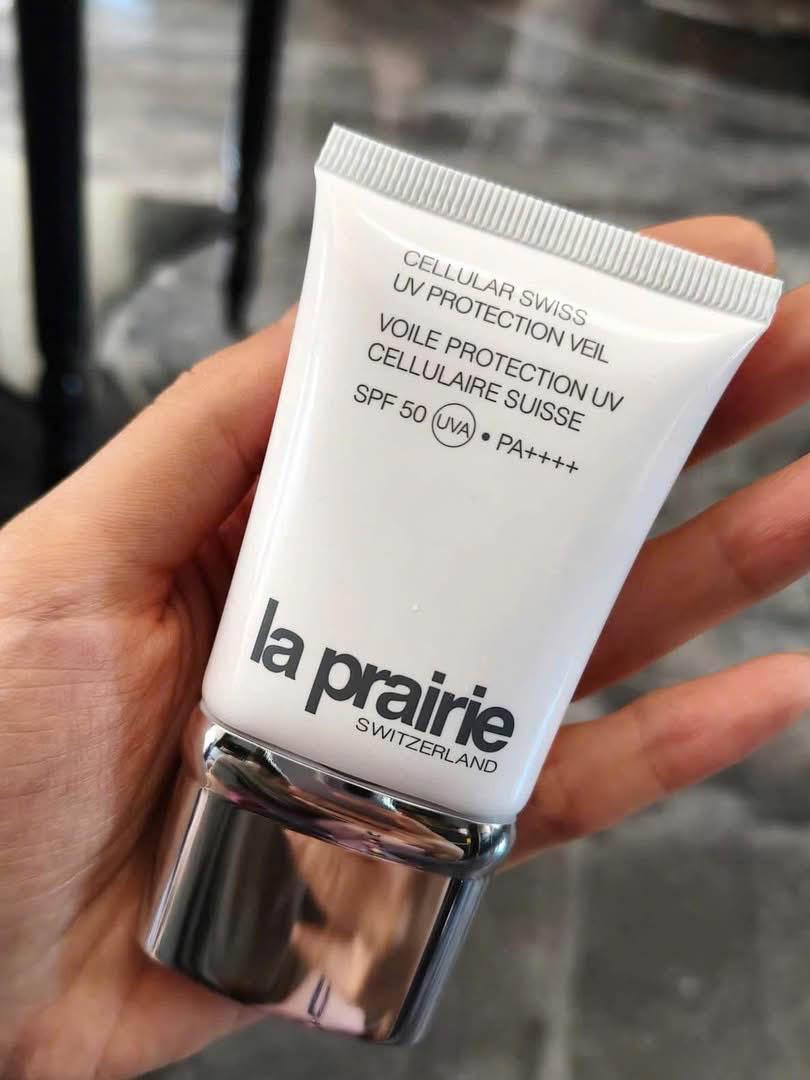 CELLULAR SWISS
UV PROTECTION VEIL
VOILE PROTECTION UV
CELLULAIRE SUISSE
SPF 50 UVA • PA++++
la prairie
SWITZERLAND